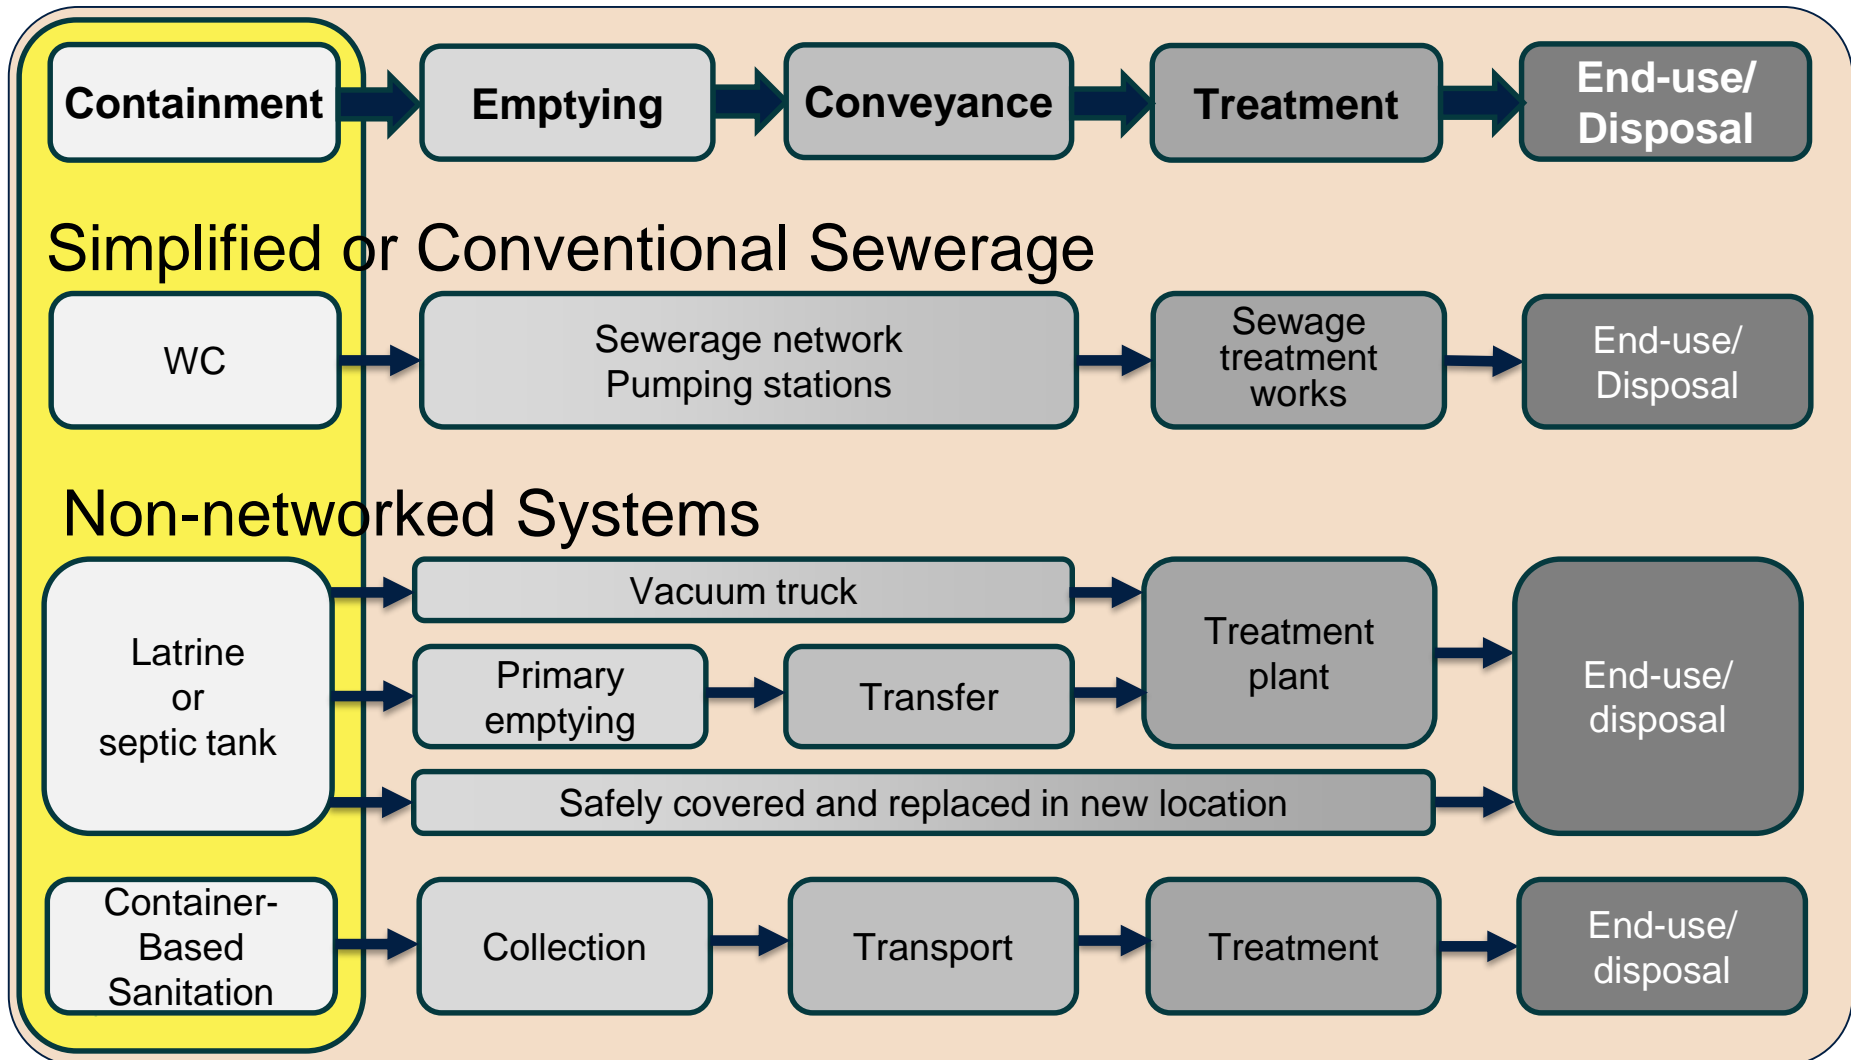 Containment
Emptying
Conveyance
Treatment
End-use/
Disposal
Simplified or Conventional Sewerage
WC
Sewerage network
Pumping stations
Sewage
treatment
works
End-use/
Disposal
Non-networked Systems
Latrine
or
septic tank
Vacuum truck
Primary
emptying
Transfer
Treatment
plant
Safely covered and replaced in new location
End-use/
disposal
Container-
Based
Sanitation
Collection
Transport
Treatment
End-use/
disposal